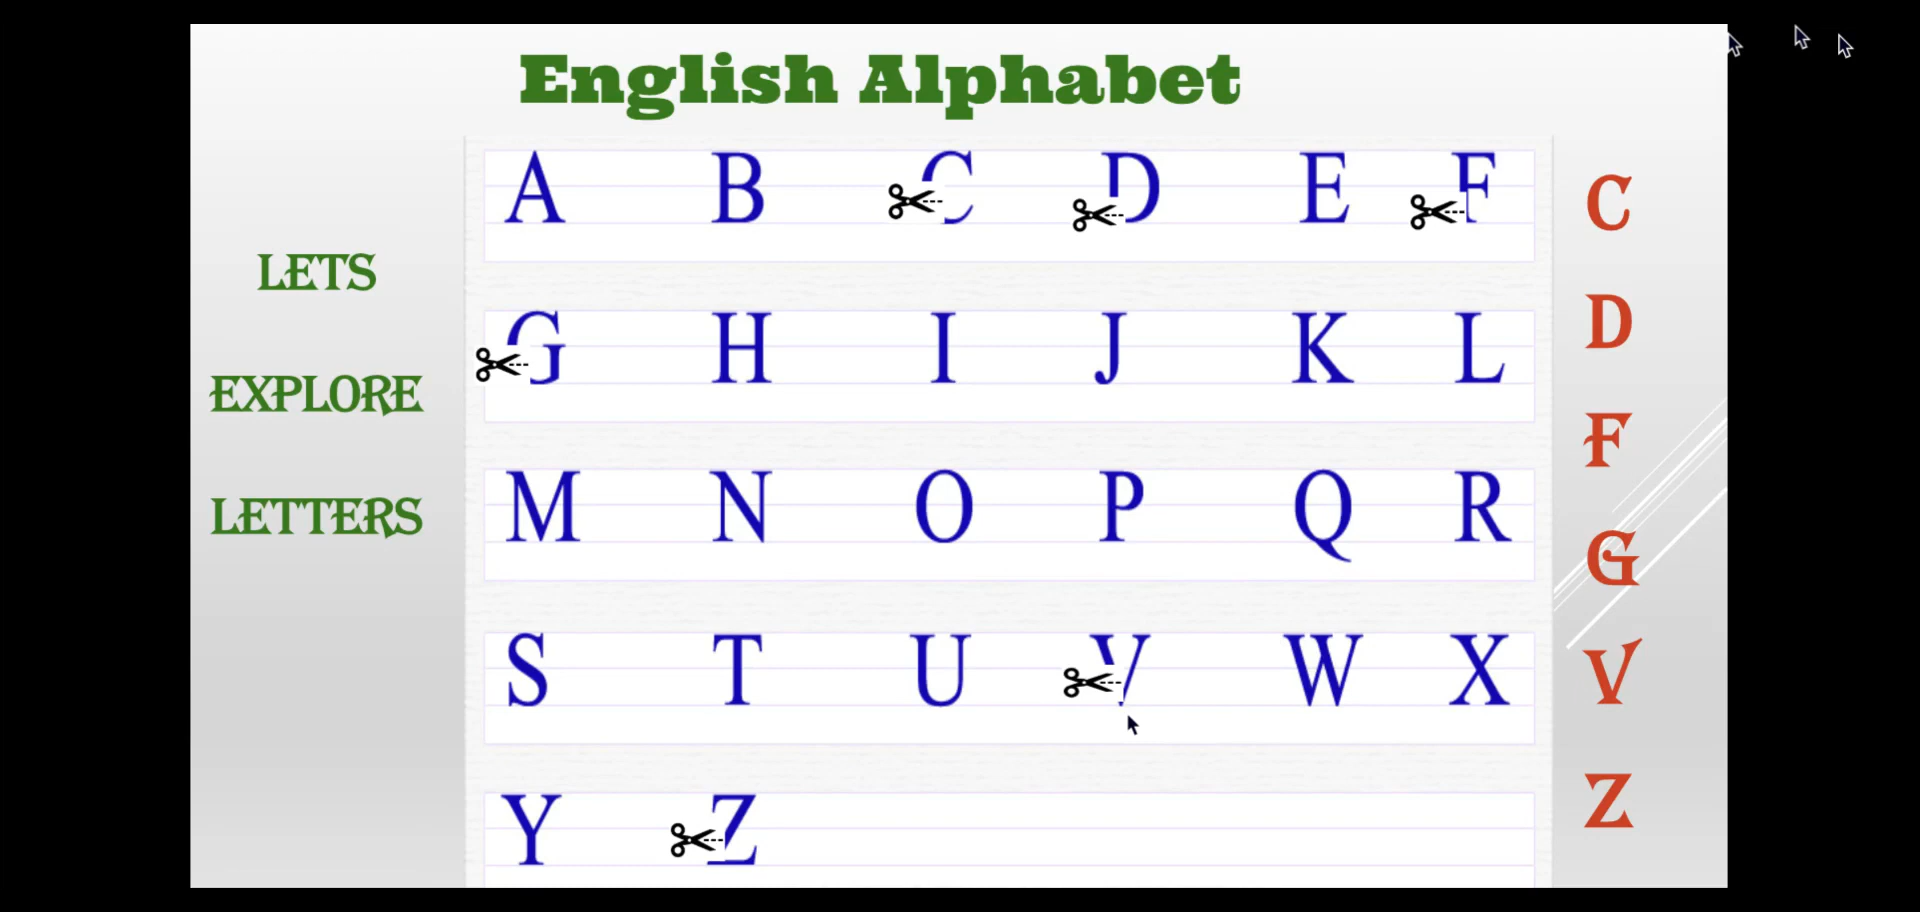 English Alphabet
A B C D E F
G H I J K L
M N O P Q R
S T U V W X
Y Z
LETS
EXPLORE
LETTERS
C
D
F
G
V
Z